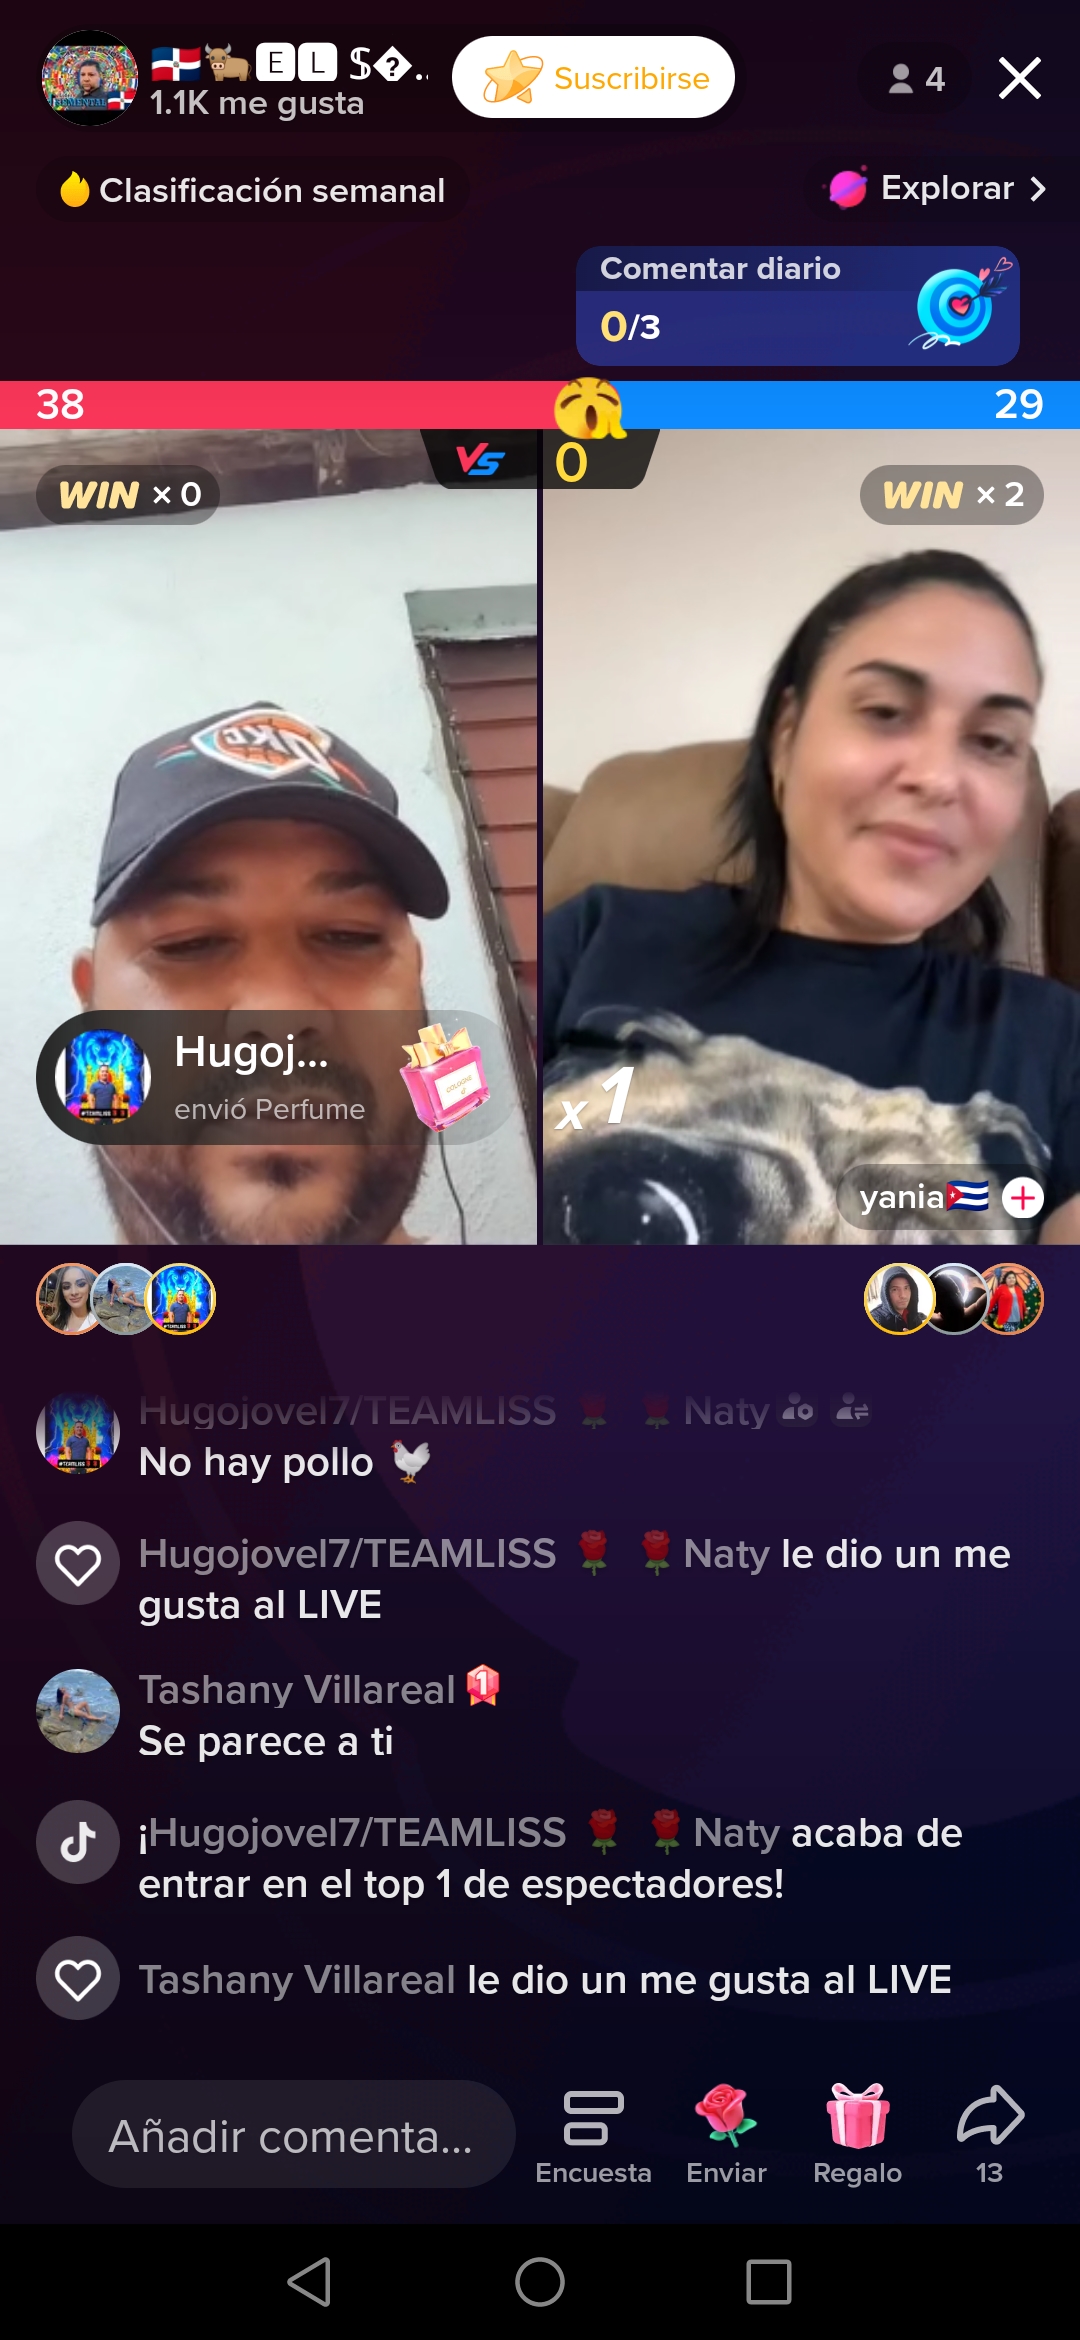 🇩🇴🐂🅴🅻 $�..
1.1K me gusta
Suscribirse
4
Clasificación semanal
Explorar
Comentar diario
0/3
38
29
VS
0
WIN × 0
WIN × 2
Hugoj...
envió Perfume
x1
yania🇨🇺
Hugojovel7/TEAMLISS 🌹 🌹 Naty
No hay pollo 🐓
Hugojovel7/TEAMLISS 🌹 🌹 Naty le dio un me
gusta al LIVE
Tashany Villareal 1
Se parece a ti
¡Hugojovel7/TEAMLISS 🌹 🌹 Naty acaba de
entrar en el top 1 de espectadores!
Tashany Villareal le dio un me gusta al LIVE
Añadir comenta...
Encuesta
Enviar
Regalo
13